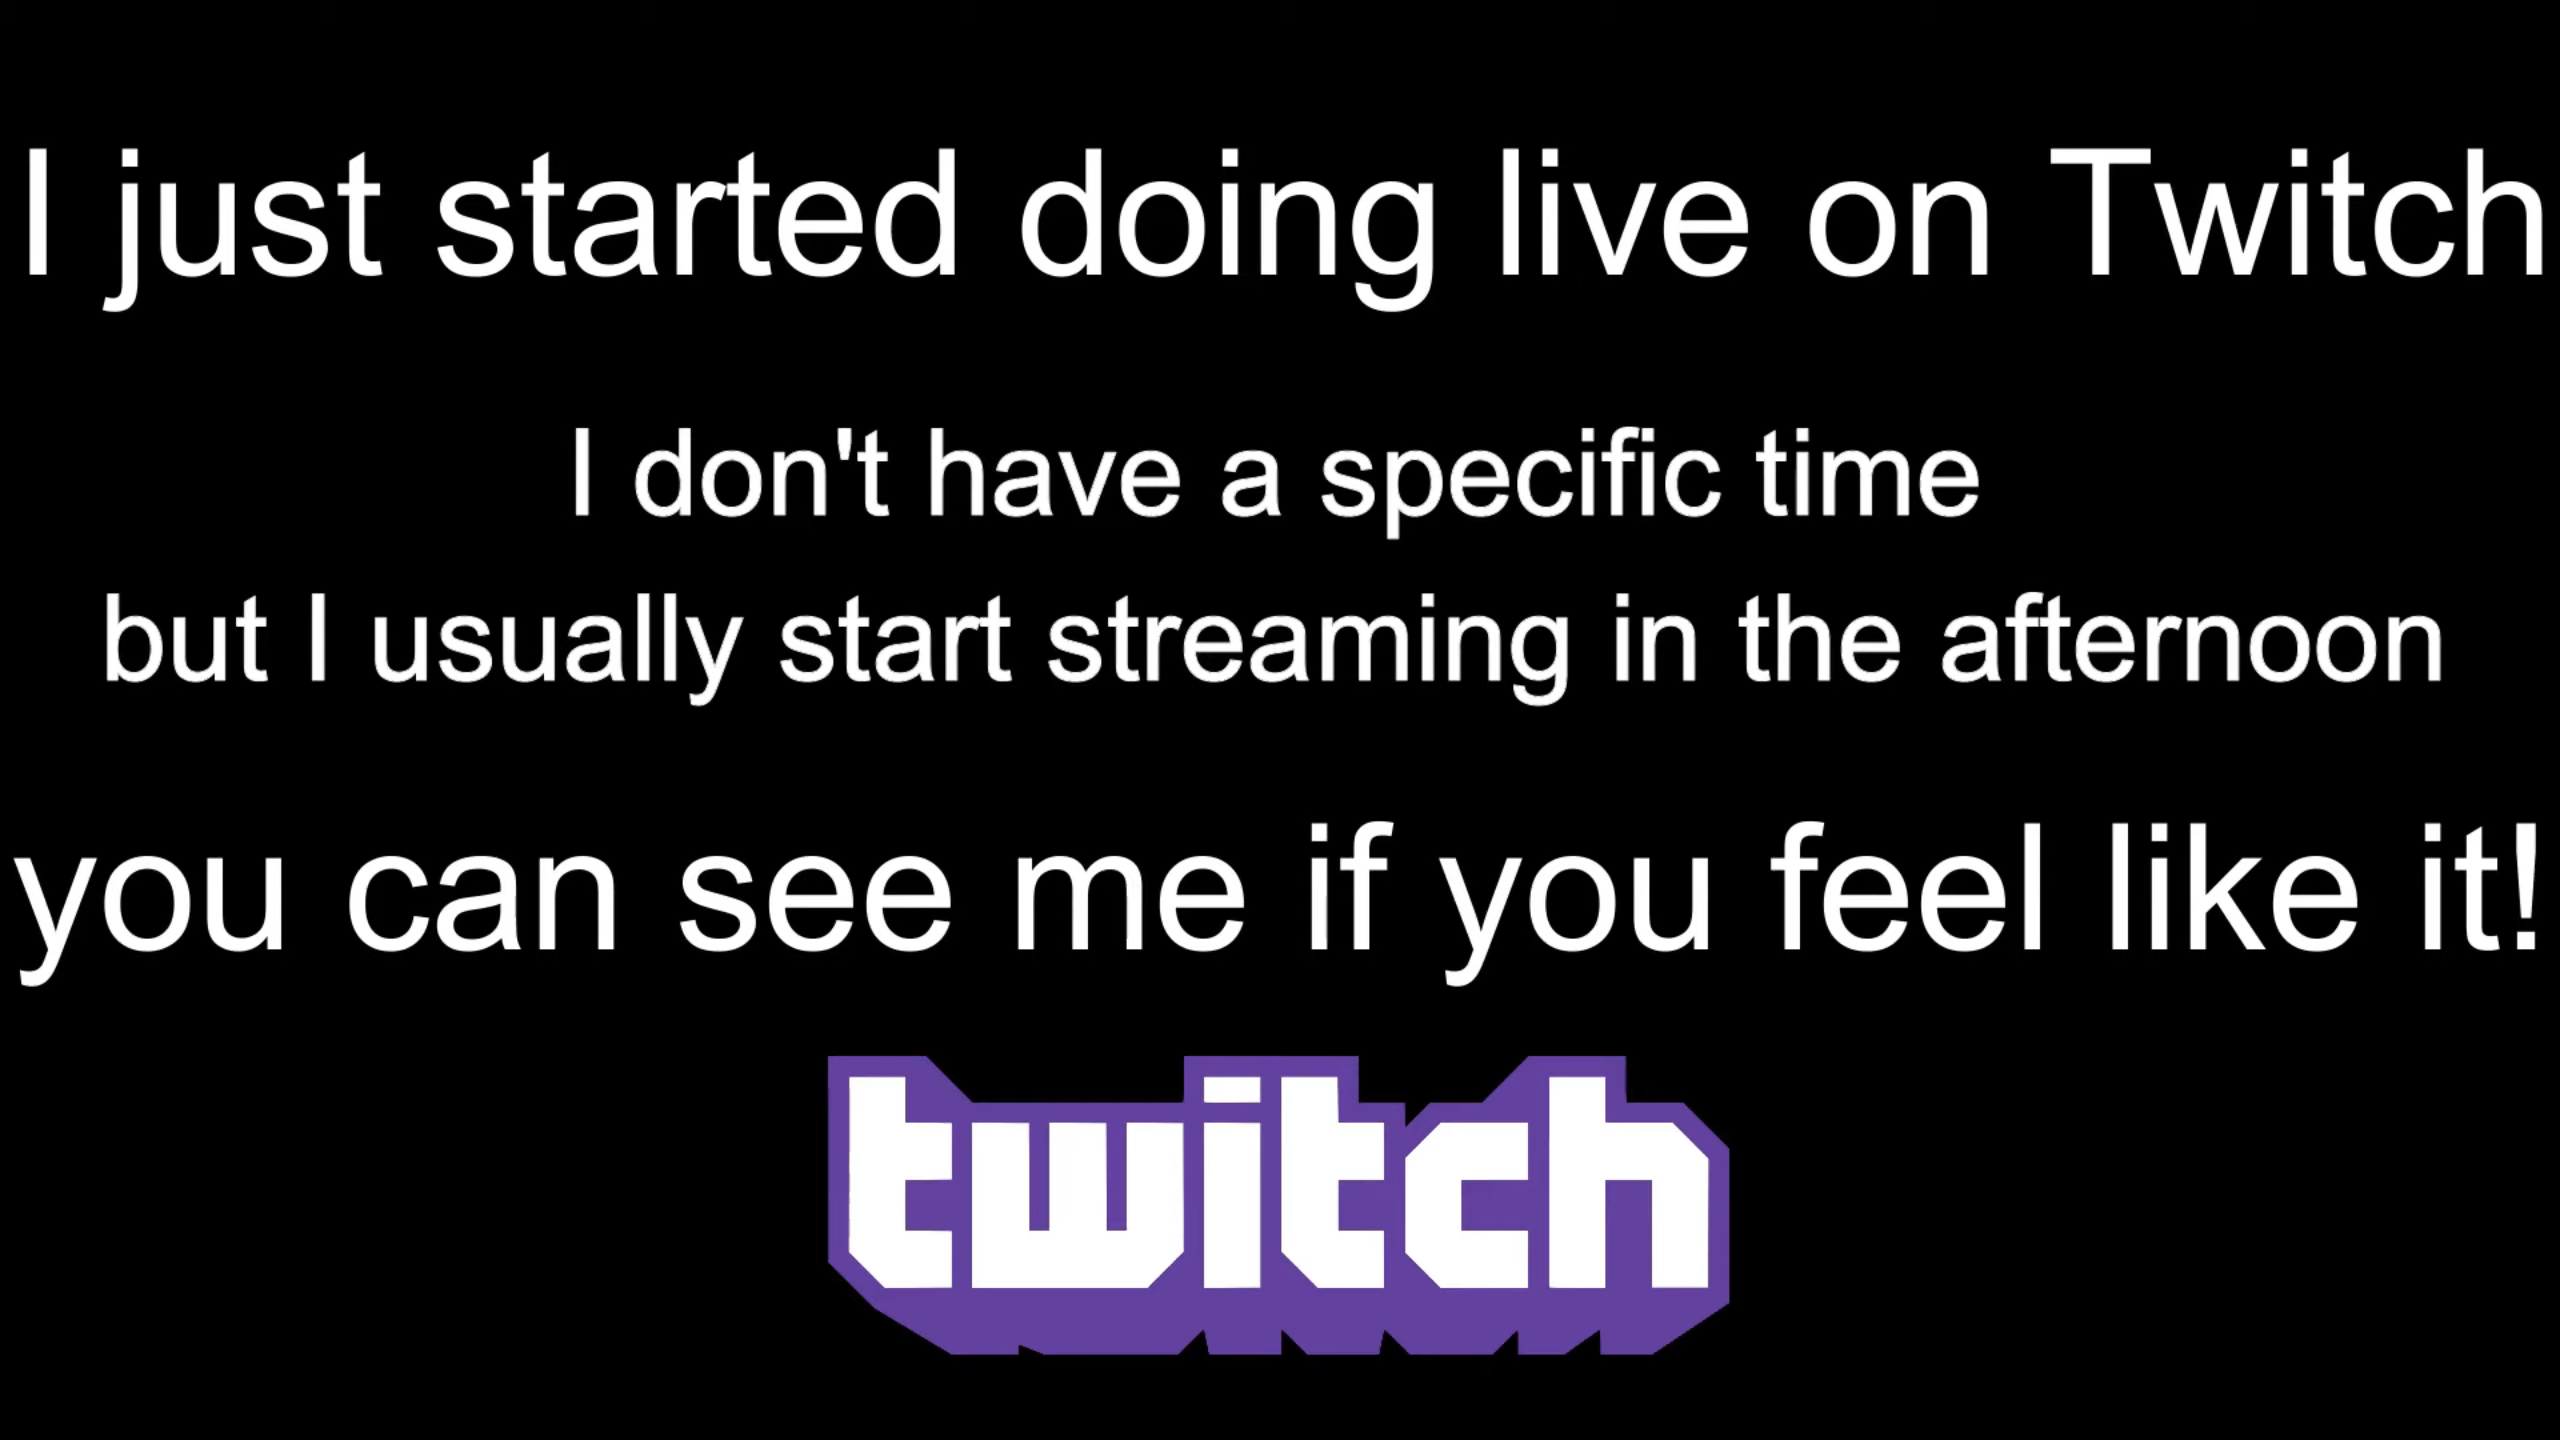 I just started doing live on Twitch
I don't have a specific time
but I usually start streaming in the afternoon
you can see me if you feel like it!
twitch